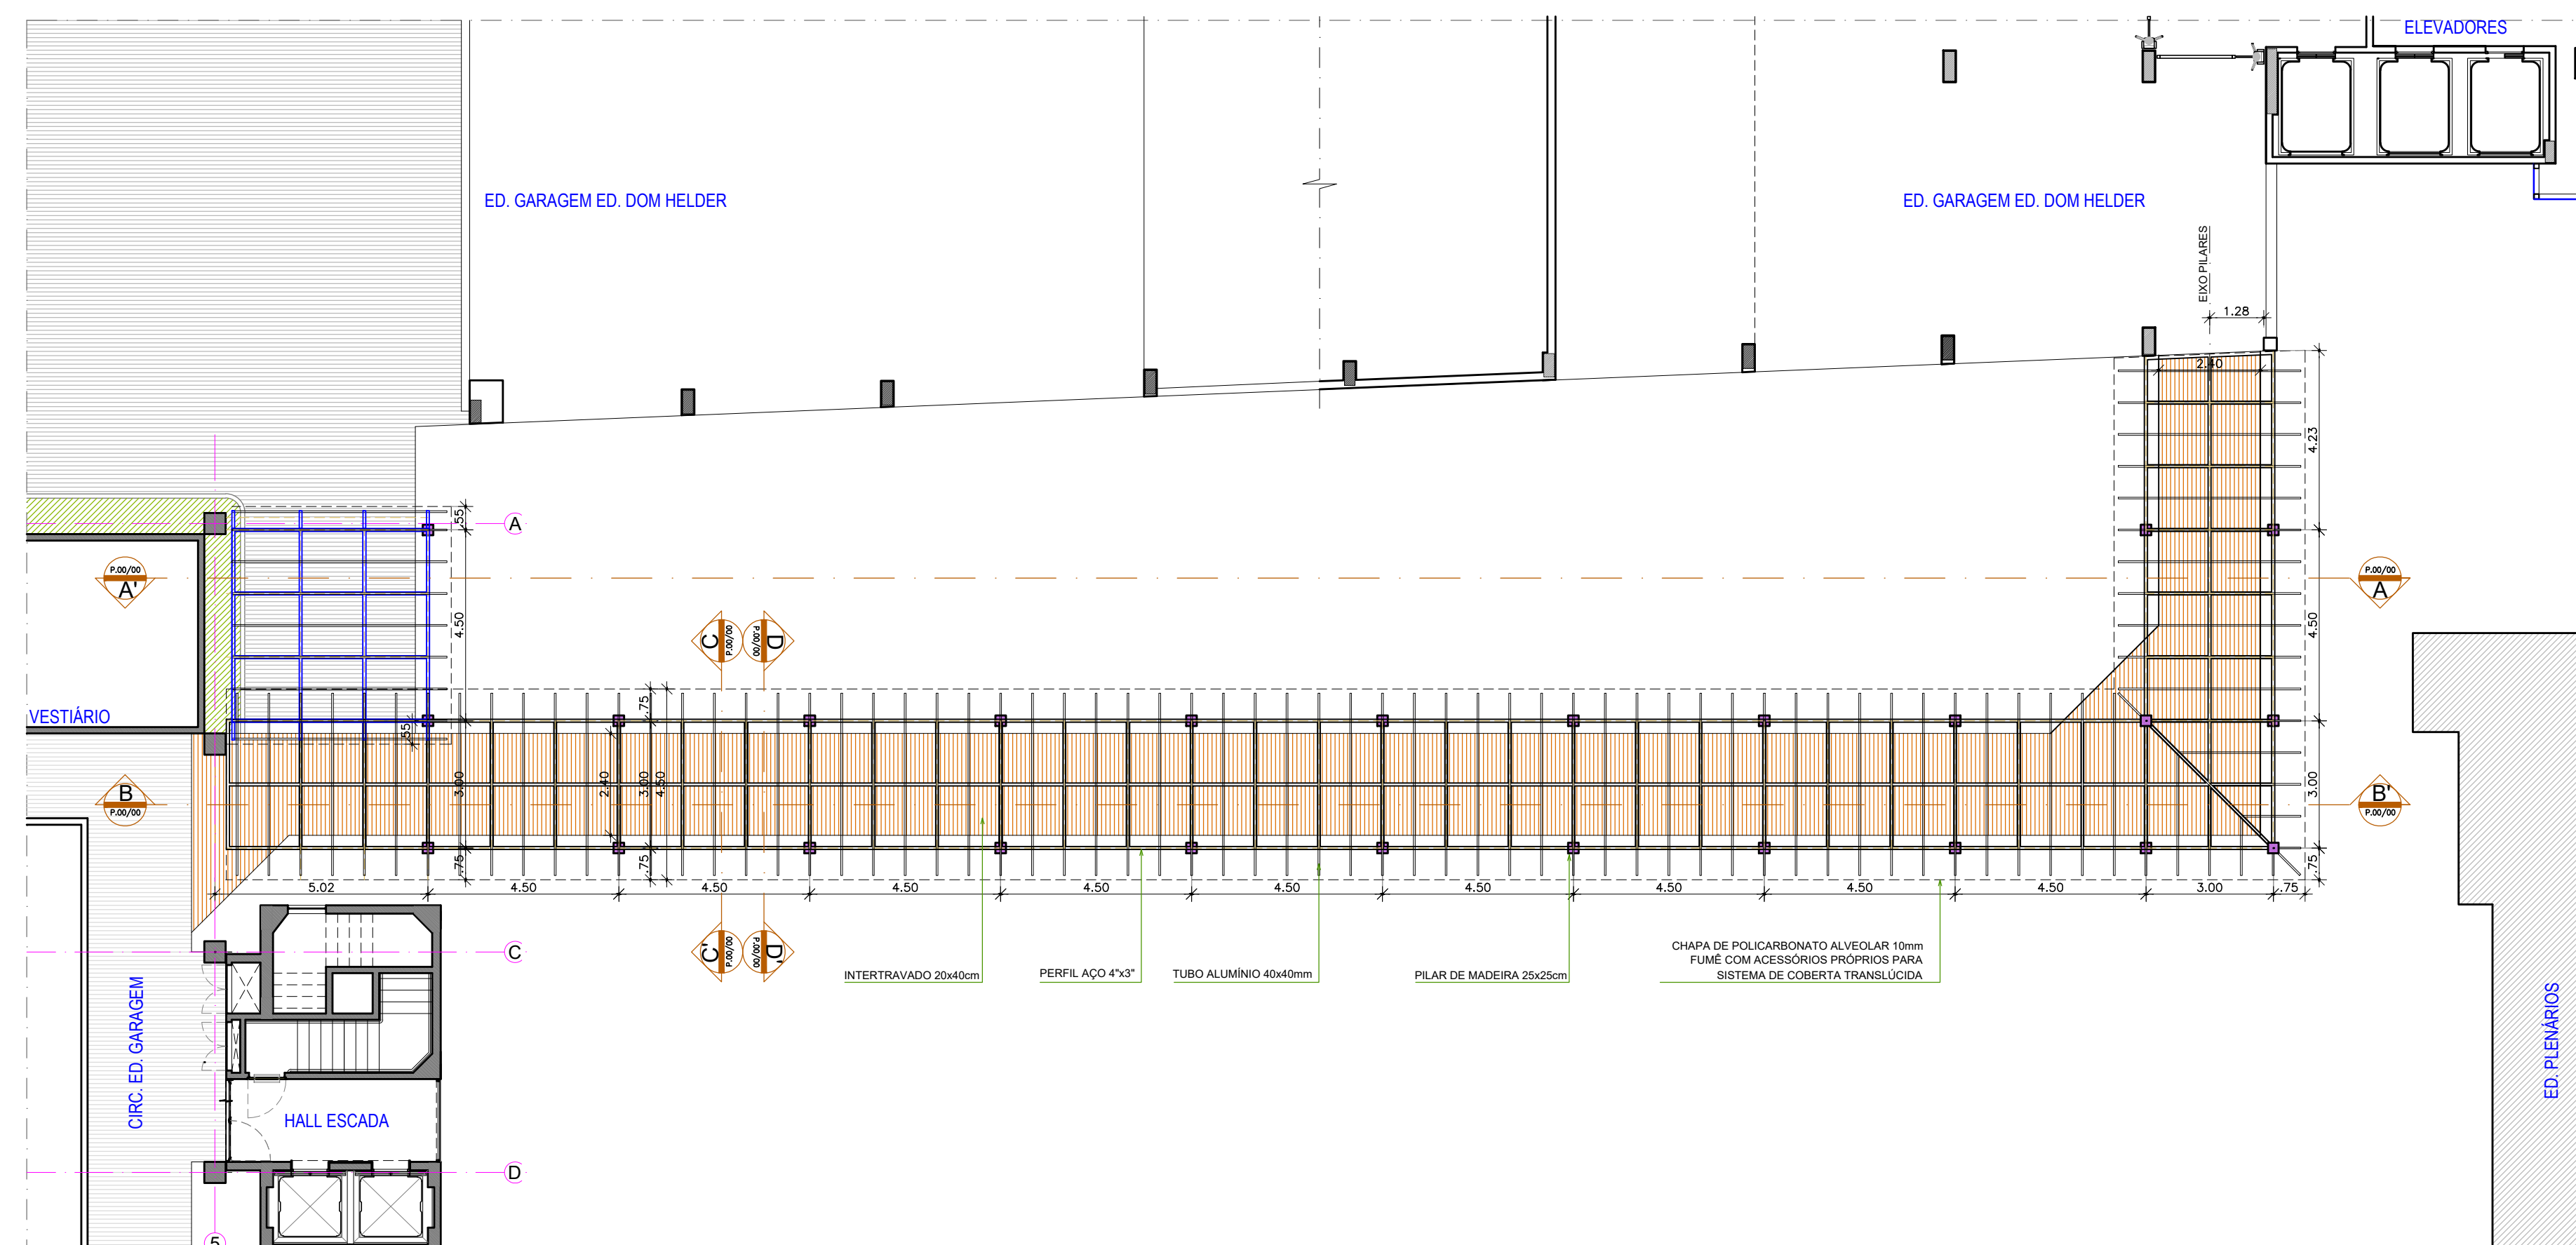 ELEVADORES
ED. GARAGEM ED. DOM HELDER
ED. GARAGEM ED. DOM HELDER
EIXO PILARES
1.28
2.40
4.23
A
.55
P.00/00
A'
P.00/00
A
4.50
4.50
C
P.00/00
D
P.00/00
VESTIÁRIO
.55
.75
3.00
2.40
3.00
4.50
3.00
B
P.00/00
B'
P.00/00
.75
.75
.75
5.02
4.50
4.50
4.50
4.50
4.50
4.50
4.50
4.50
4.50
3.00
.75
C'
P.00/00
D'
P.00/00
C
INTERTRAVADO 20x40cm
PERFIL AÇO 4"x3"
TUBO ALUMÍNIO 40x40mm
PILAR DE MADEIRA 25x25cm
CHAPA DE POLICARBONATO ALVEOLAR 10mm
FUMÊ COM ACESSÓRIOS PRÓPRIOS PARA
SISTEMA DE COBERTA TRANSLÚCIDA
CIRC. ED. GARAGEM
HALL ESCADA
ED. PLENÁRIOS
D
5